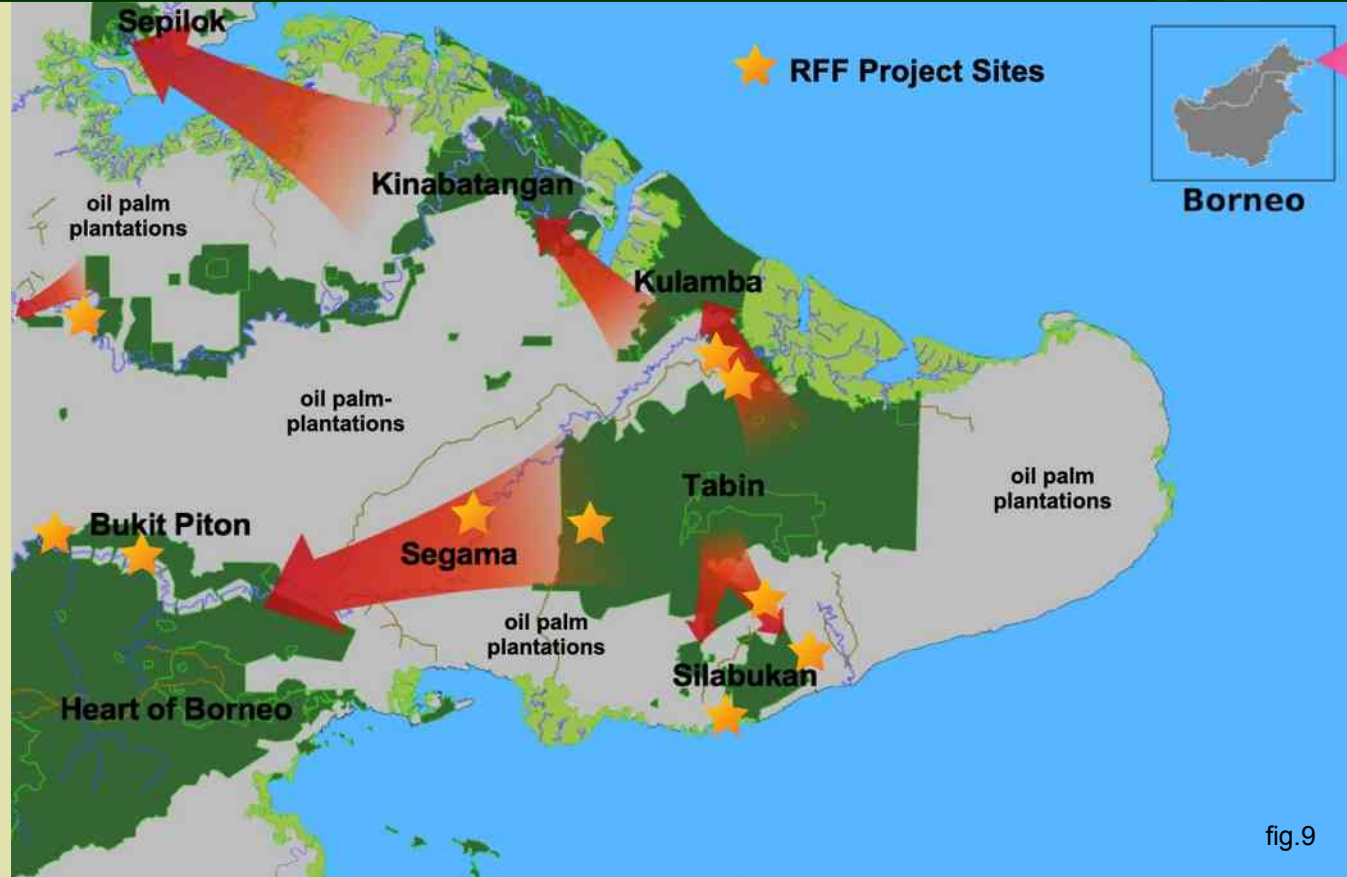 Sepilok
RFF Project Sites
Kinabatangan
Borneo
oil palm
plantations
Kulamba
oil palm-
plantations
Tabin
oil palm
plantations
Bukit Piton
Segama
oil palm
plantations
Silabukan
Heart of Borneo
fig.9